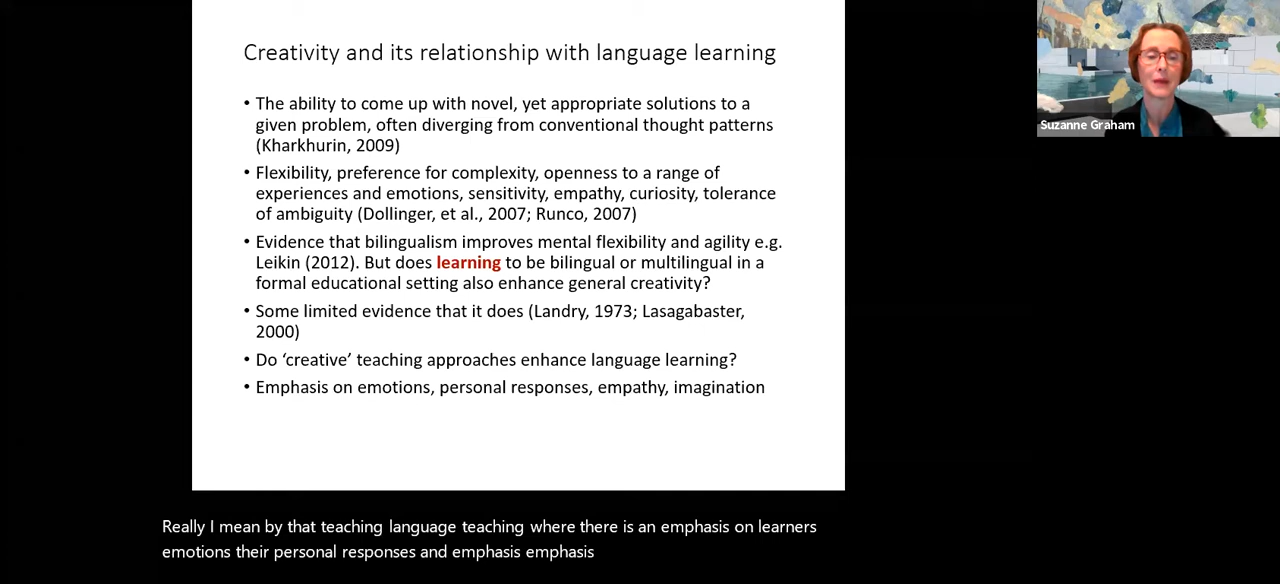 Creativity and its relationship with language learning
• The ability to come up with novel, yet appropriate solutions to a
given problem, often diverging from conventional thought patterns
(Kharkhurin, 2009)
• Flexibility, preference for complexity, openness to a range of
experiences and emotions, sensitivity, empathy, curiosity, tolerance
of ambiguity (Dollinger, et al., 2007; Runco, 2007)
• Evidence that bilingualism improves mental flexibility and agility e.g.
Leikin (2012). But does learning to be bilingual or multilingual in a
formal educational setting also enhance general creativity?
• Some limited evidence that it does (Landry, 1973; Lasagabaster,
2000)
• Do ‘creative’ teaching approaches enhance language learning?
• Emphasis on emotions, personal responses, empathy, imagination
Suzanne Graham
Really I mean by that teaching language teaching where there is an emphasis on learners
emotions their personal responses and emphasis emphasis